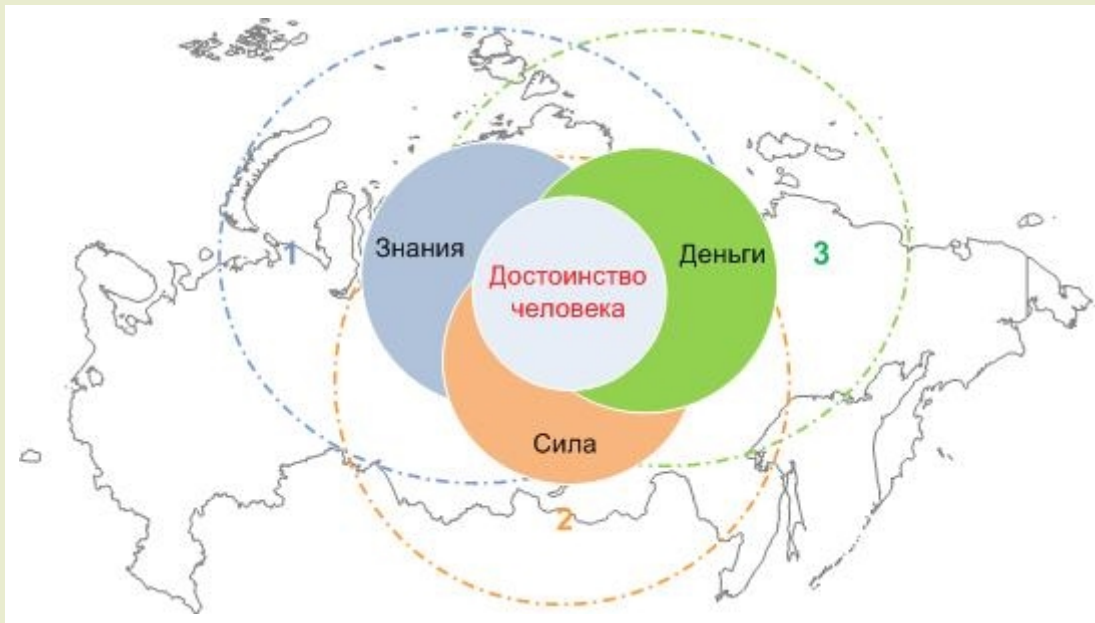 Знания
Деньги
1
3
Достоинство
человека
Сила
2